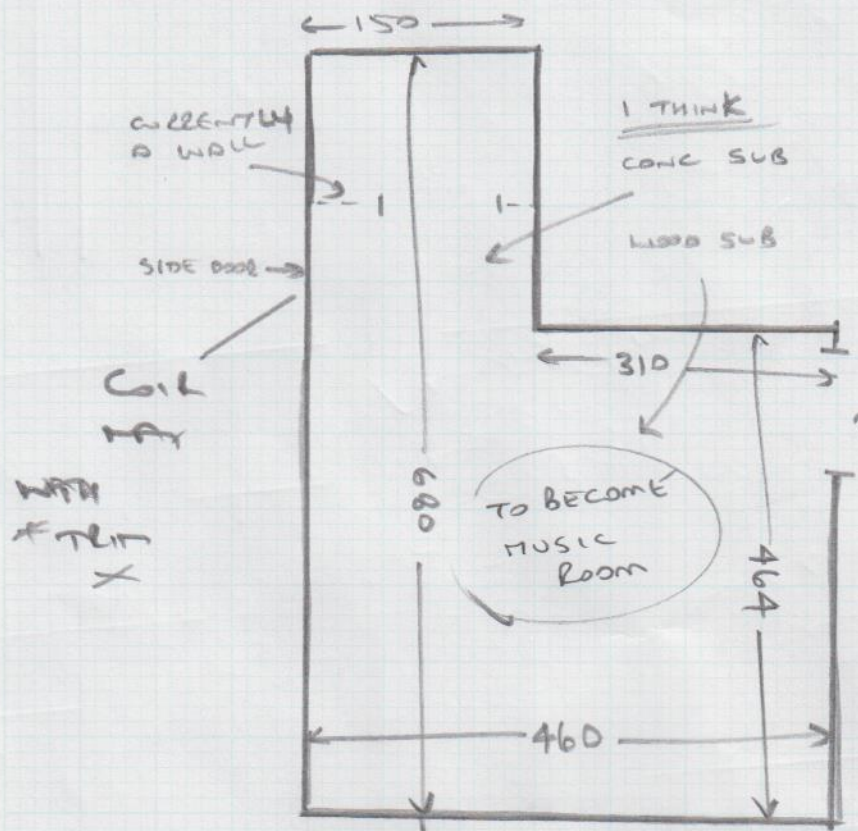 150
CURRENTLY
A WALL
I THINK
CONC SUB
WOOD SUB
SIDE DOOR
310
COIR
680
TO BECOME
MUSIC
ROOM
464
WITH
* TRIM
X
460